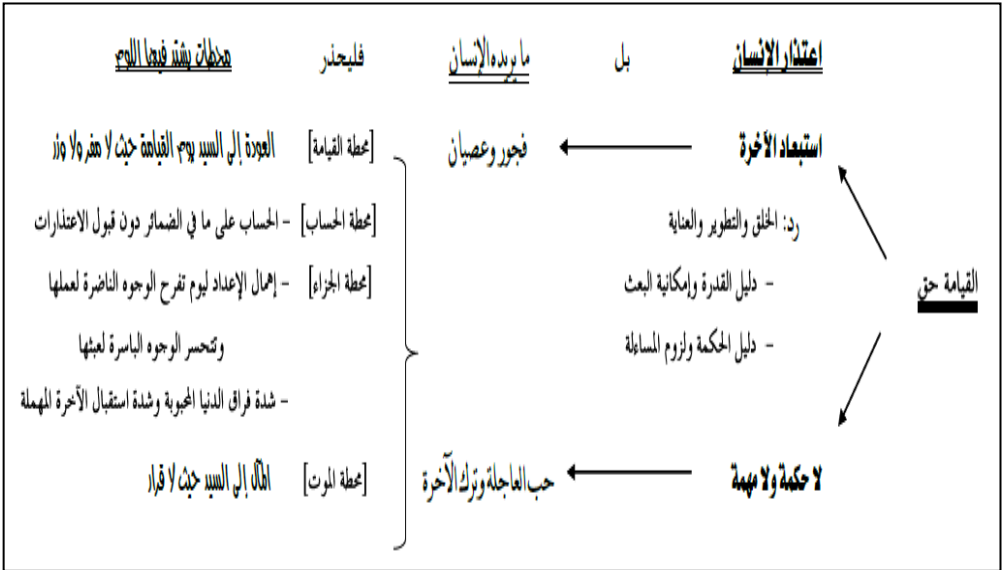 اعتذار الإنسان بل ما يريده الإنسان فليحذر محطات يشتد فيها اللوم
استبعاد الآخرة فجور وعصيان [محطة القيامة] العودة إلى السيد يوم القيامة حيث لا مفر ولا وزر
رد: الخلق والتطوير والعناية [محطة الحساب] – الحساب على ما في الضمائر دون قبول الاعتذارات
القيامة حق – دليل القدرة وإمكانية البعث [محطة الجزاء] – إهمال الإعداد ليوم تفرح الوجوه الناضرة لعملها
– دليل الحكمة ولزوم المساءلة وتتحسر الوجوه الباسرة لعبثها
– شدة فراق الدنيا المحبوبة وشدة استقبال الآخرة المهملة
لا حكمة ولا مهمة حب العاجلة وترك الآخرة [محطة الموت] المآل إلى السيد حيث لا قرار